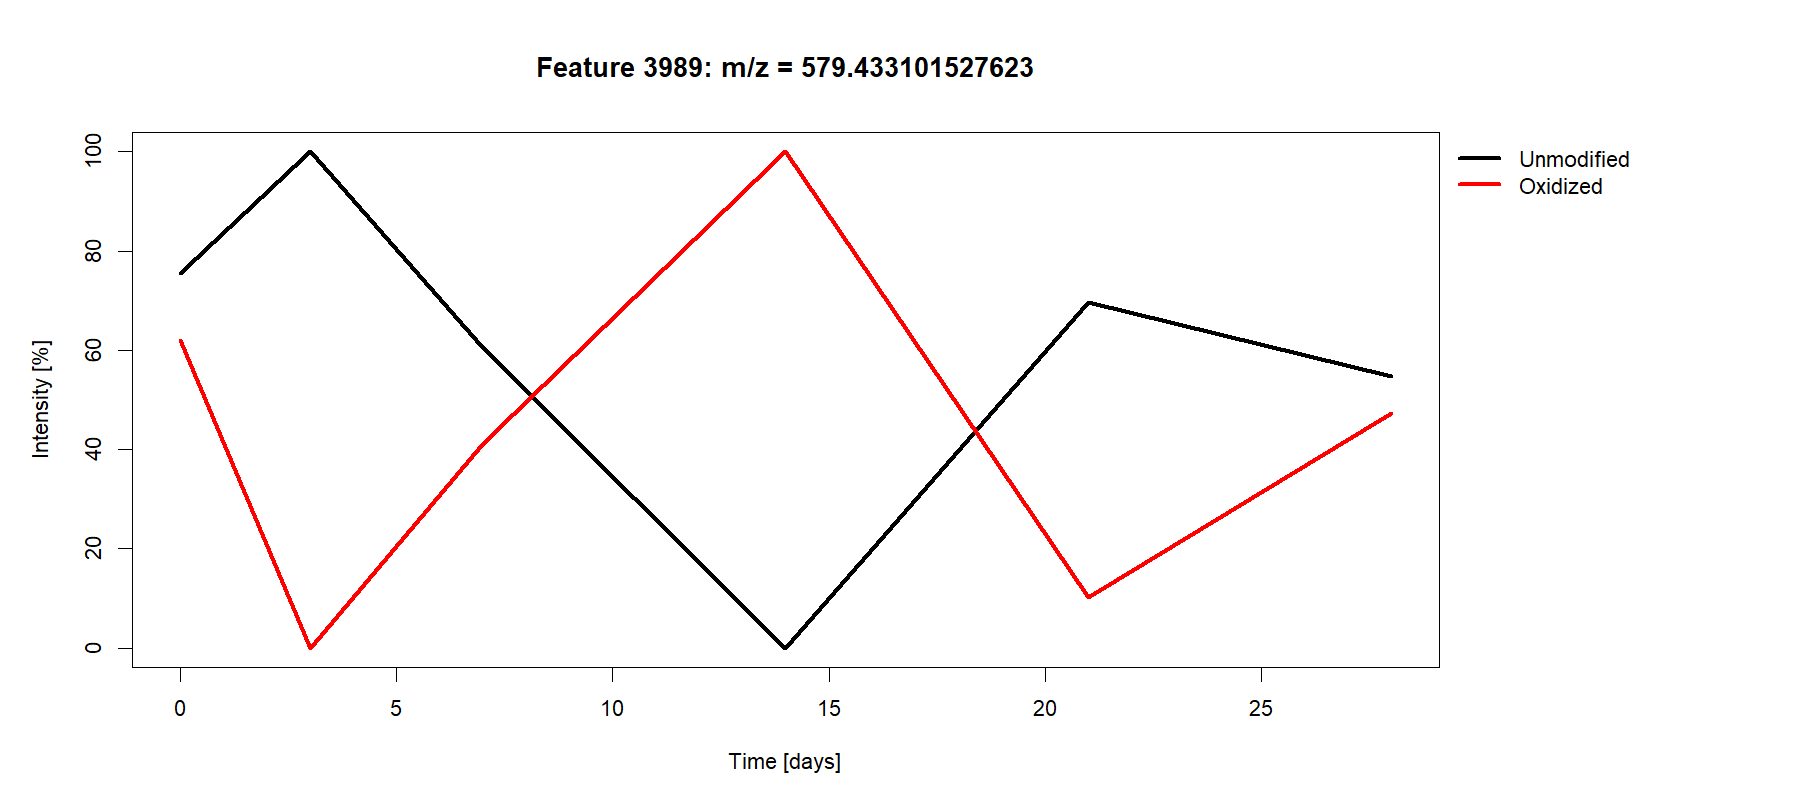 Feature 3989: m/z = 579.433101527623
Unmodified
Oxidized
Intensity [%]
100
80
60
40
20
0
0 5 10 15 20 25
Time [days]